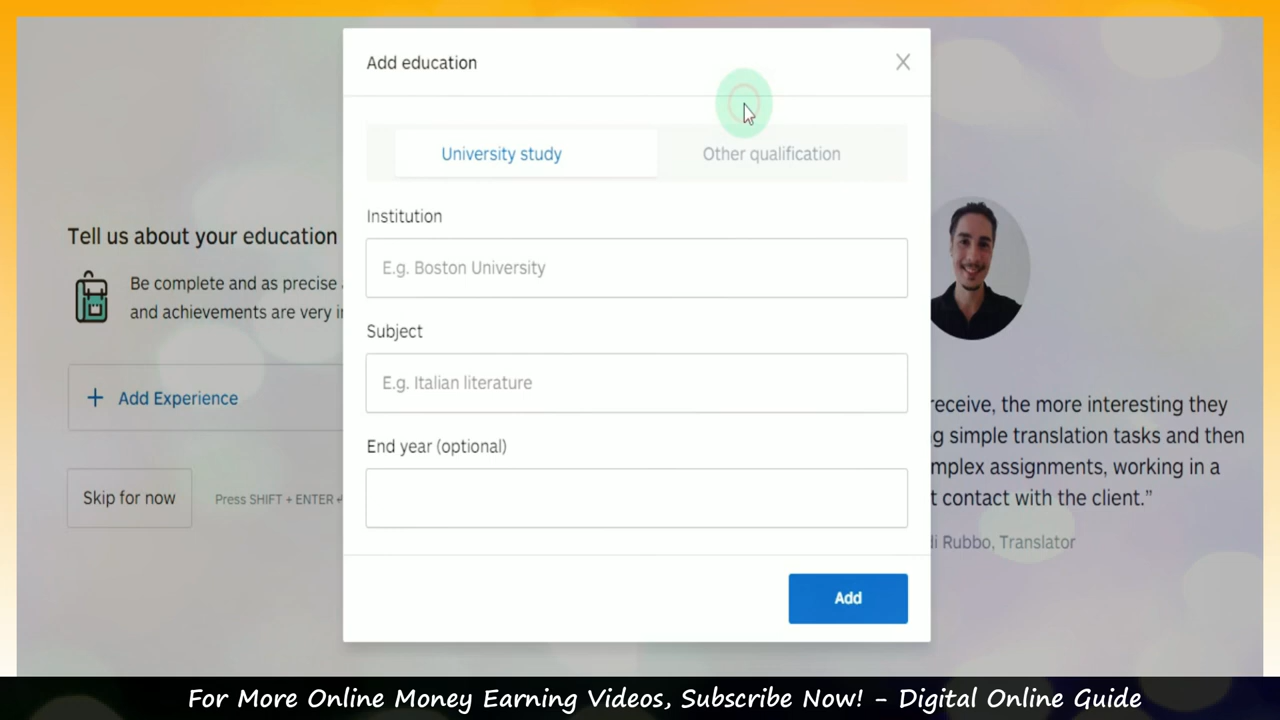 Add education
University study
Other qualification
Institution
E.g. Boston University
Subject
E.g. Italian literature
End year (optional)
Add
Tell us about your education
Be complete and as precise
and achievements are very
Add Experience
Skip for now
Press SHIFT + ENTER
receive, the more interesting they
g simple translation tasks and then
mplex assignments, working in a
t contact with the client.”
di Rubbo, Translator
For More Online Money Earning Videos, Subscribe Now! - Digital Online Guide